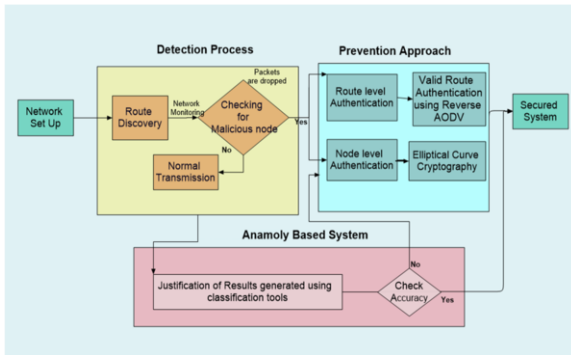 Detection Process
Prevention Approach
Network
Set Up
Route
Discovery
Network
Monitoring
Packets
are dropped
Checking
for
Malicious node
Yes
No
Normal
Transmission
Route level
Authentication
Valid Route
Authentication
using Reverse
AODV
Node level
Authentication
Elliptical Curve
Cryptography
Secured
System
Anamoly Based System
Justification of Results generated using
classification tools
No
Check
Accuracy
Yes